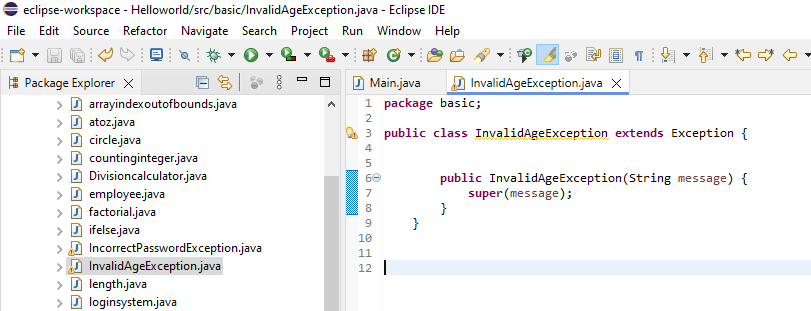 eclipse-workspace - Helloworld/src/basic/InvalidAgeException.java - Eclipse IDE
File Edit Source Refactor Navigate Search Project Run Window Help
Package Explorer
arrayindexoutofbounds.java
atoz.java
circle.java
countinginteger.java
Divisioncalculator.java
employee.java
factorial.java
ifelse.java
IncorrectPasswordException.java
InvalidAgeException.java
length.java
loginsystem.java
Main.java InvalidAgeException.java
1 package basic;
2
3 public class InvalidAgeException extends Exception {
4
5
6 public InvalidAgeException(String message) {
7 super(message);
8 }
9 }
10
11
12